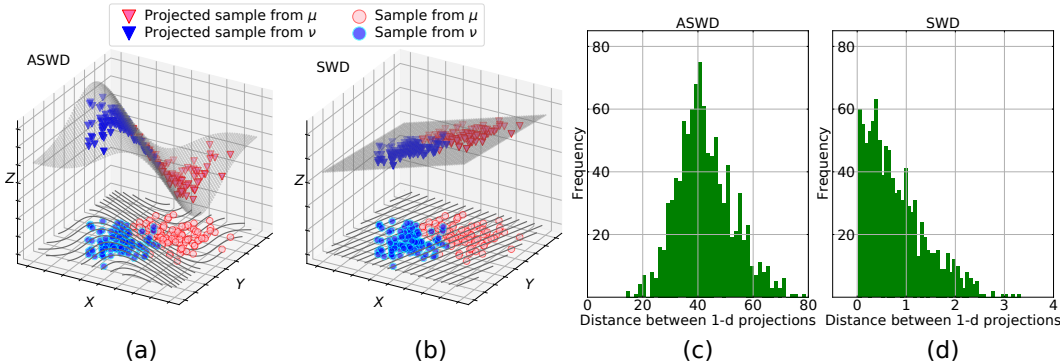 Projected sample from μ
Sample from μ
Projected sample from ν
Sample from ν
ASWD
Z
X
Y
(a)
SWD
Z
X
Y
(b)
ASWD
Frequency
80
60
40
20
0
20
40
60
80
Distance between 1-d projections
(c)
SWD
Frequency
80
60
40
20
0
1
2
3
4
Distance between 1-d projections
(d)